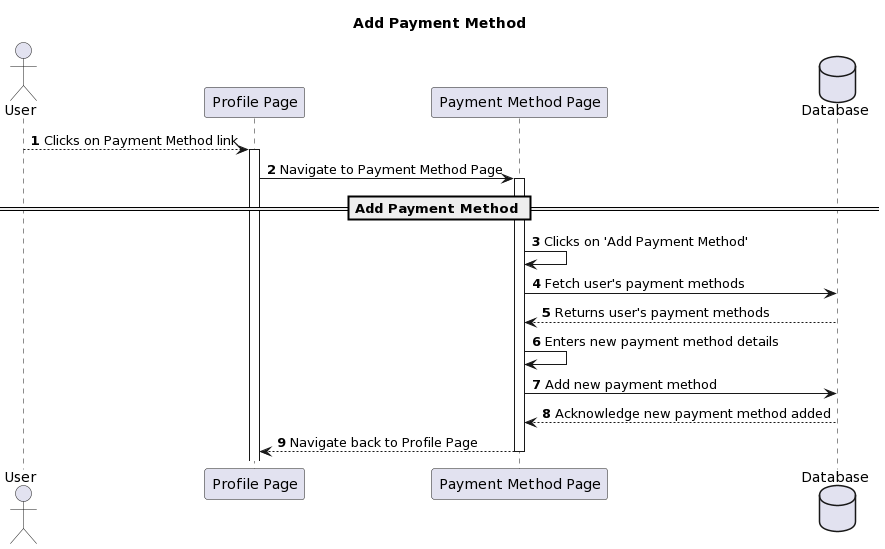 Add Payment Method
User
Profile Page
Payment Method Page
Database
1 Clicks on Payment Method link
2 Navigate to Payment Method Page
Add Payment Method
3 Clicks on 'Add Payment Method'
4 Fetch user's payment methods
5 Returns user's payment methods
6 Enters new payment method details
7 Add new payment method
8 Acknowledge new payment method added
9 Navigate back to Profile Page
User
Profile Page
Payment Method Page
Database